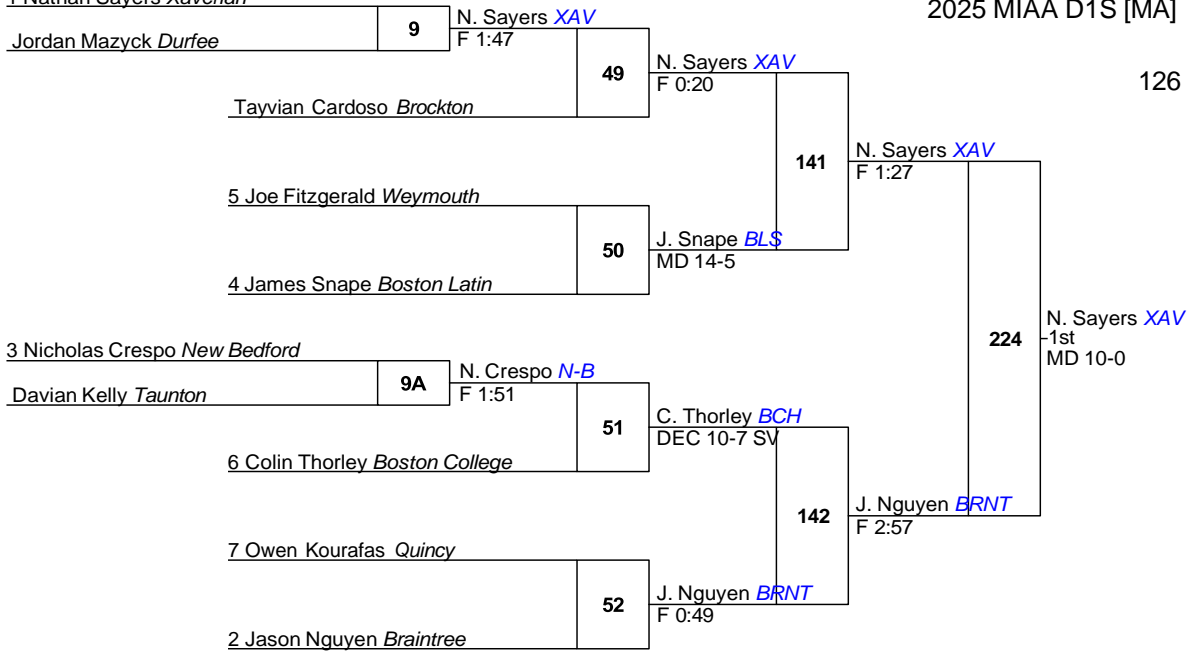 1 Nathan Sayers Xaverian
2025 MIAA D1S [MA]
N. Sayers XAV
9
F 1:47
Jordan Mazyck Durfee
N. Sayers XAV
49
F 0:20
126
Tayvian Cardoso Brockton
N. Sayers XAV
141
F 1:27
5 Joe Fitzgerald Weymouth
J. Snape BLS
50
MD 14-5
4 James Snape Boston Latin
N. Sayers XAV
224
1st
MD 10-0
3 Nicholas Crespo New Bedford
N. Crespo N-B
9A
F 1:51
Davian Kelly Taunton
C. Thorley BCH
51
DEC 10-7 SV
6 Colin Thorley Boston College
J. Nguyen BRNT
142
F 2:57
7 Owen Kourafas Quincy
J. Nguyen BRNT
52
F 0:49
2 Jason Nguyen Braintree